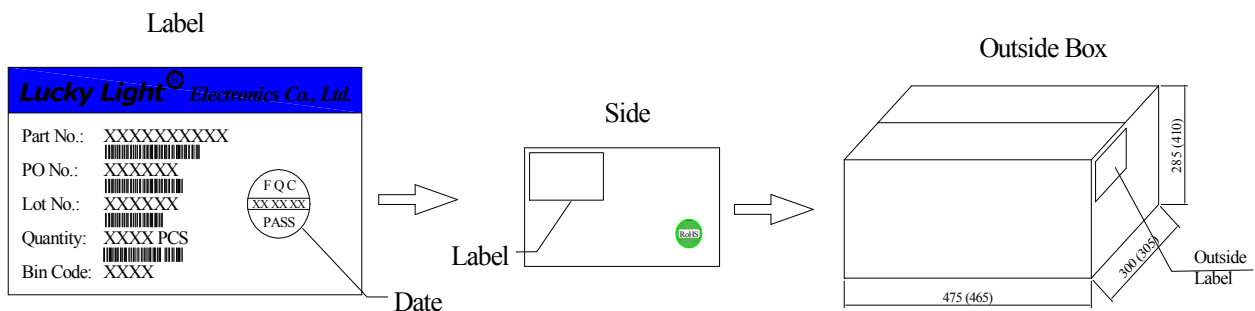 Label
Lucky Light® Electronics Co., Ltd.
Part No.: XXXXXXXXXX
PO No.: XXXXXX
Lot No.: XXXXXX
Quantity: XXXX PCS
Bin Code: XXXX
FQC
XX XX XX
PASS
Date
Side
RoHS
Label
Outside Box
285 (410)
300 (305)
475 (465)
Outside
Label